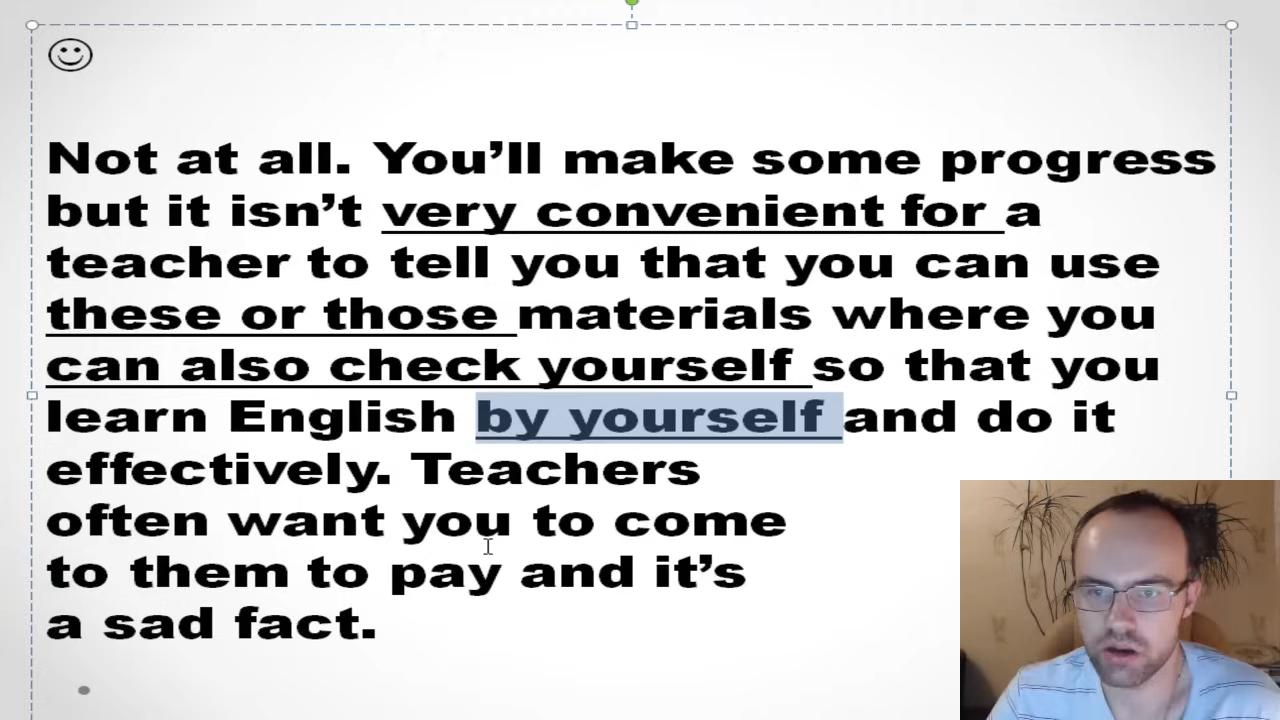 Not at all. You’ll make some progress
but it isn’t very convenient for a
teacher to tell you that you can use
these or those materials where you
can also check yourself so that you
learn English by yourself and do it
effectively. Teachers
often want you to come
to them to pay and it’s
a sad fact.